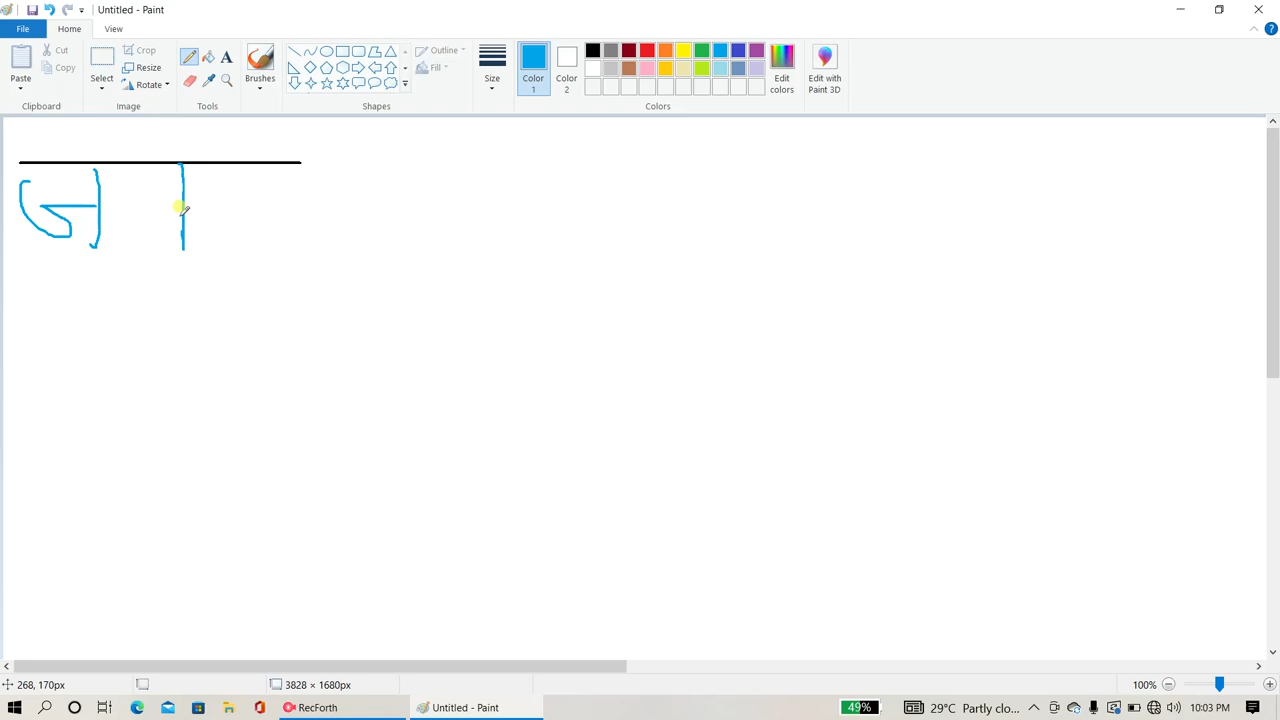 Untitled - Paint
File Home View
Paste
Cut
Copy
Clipboard
Select
Crop
Resize
Rotate
Image
Tools
Brushes
Shapes
Outline
Fill
Size
Color 1
Color 2
Colors
Edit colors
Edit with Paint 3D
268, 170px
3828 × 1680px
100%
RecForth
Untitled - Paint
49%
29°C Partly clo...
10:03 PM